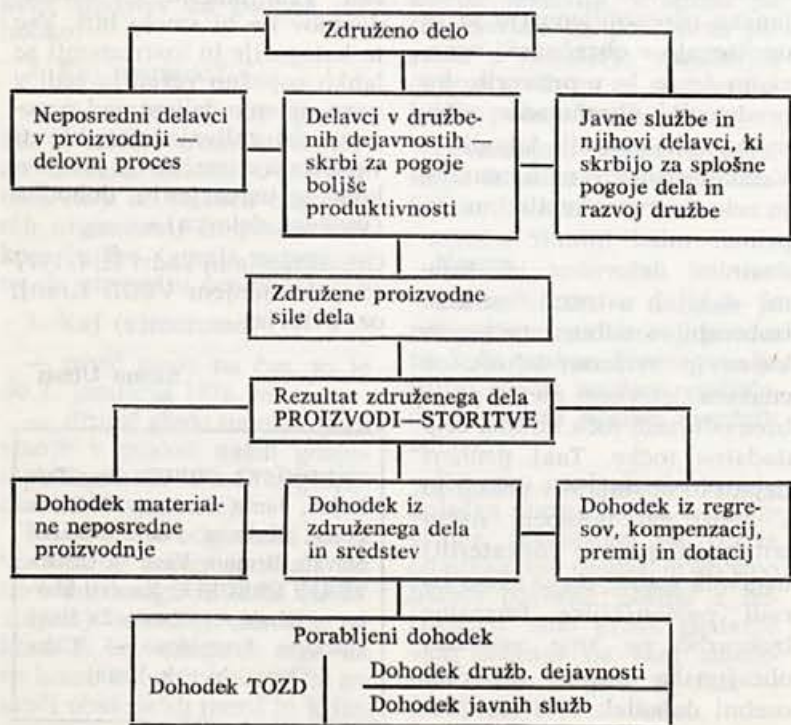 Združeno delo
Neposredni delavci
v proizvodnji —
delovni proces
Delavci v družbe-
nih dejavnostih —
skrbi za pogoje
boljše
produktivnosti
Javne službe in
njihovi delavci, ki
skrbijo za splošne
pogoje dela in
razvoj družbe
Združene proizvodne
sile dela
Rezultat združenega dela
PROIZVODI—STORITVE
Dohodek material-
ne neposredne
proizvodnje
Dohodek iz
združenega dela
in sredstev
Dohodek iz regre-
sov, kompenzacij,
premij in dotacij
Porabljeni dohodek
Dohodek TOZD
Dohodek družb. dejavnosti
Dohodek javnih služb